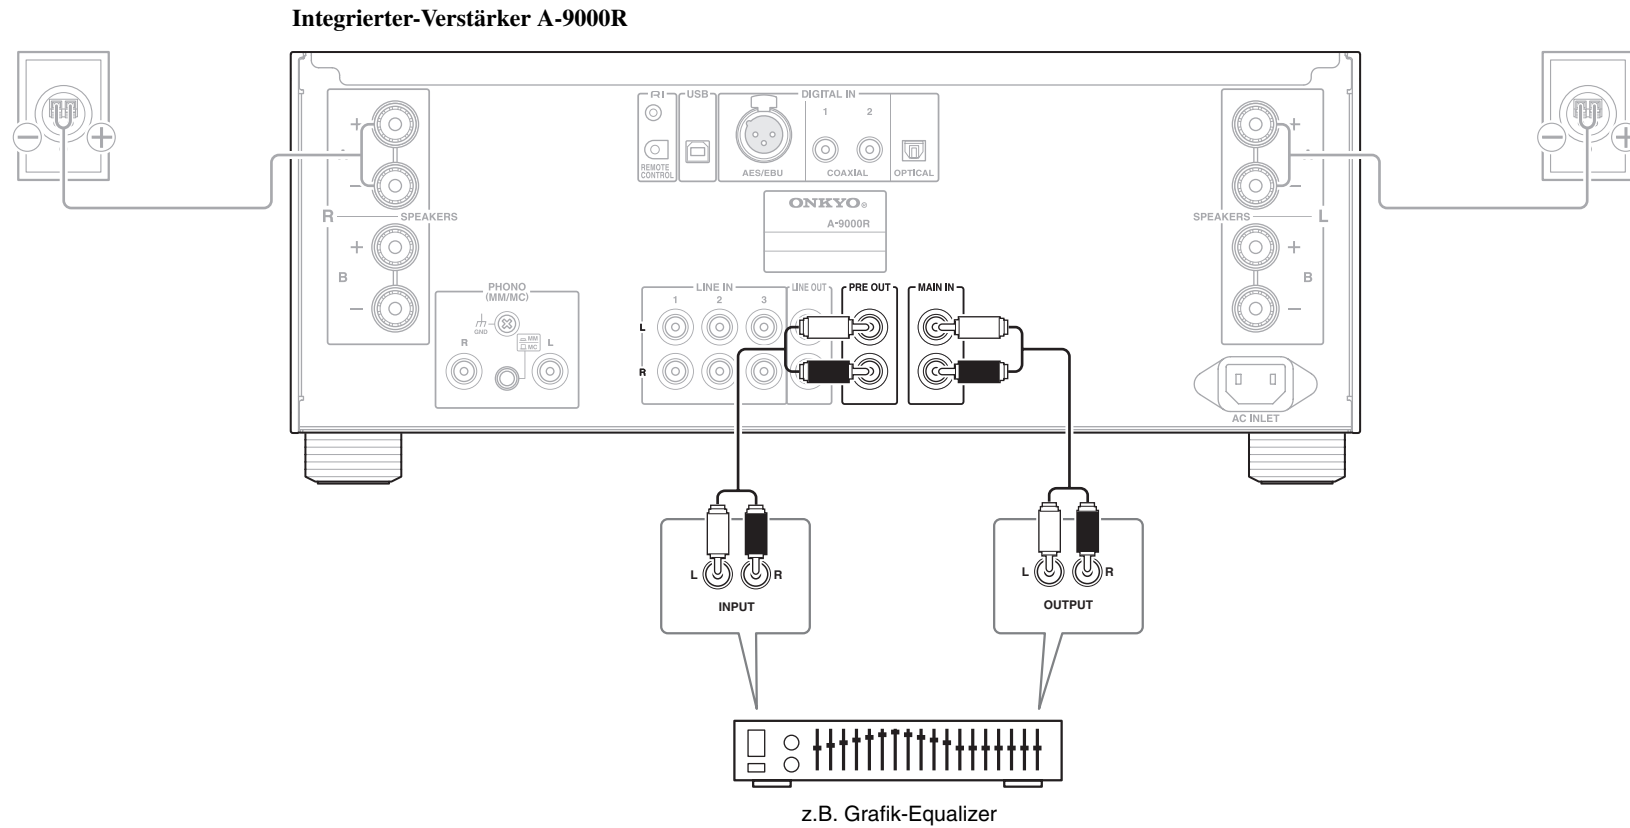 Integrierter-Verstärker A-9000R
RI
USB
DIGITAL IN
1
2
REMOTE
CONTROL
AES/EBU
COAXIAL
OPTICAL
+
−
R
SPEAKERS
+
B
−
ONKYO
A-9000R
+
−
SPEAKERS
L
+
B
−
PHONO
(MM/MC)
GND
MM
MC
R
L
LINE IN
1
2
3
LINE OUT
PRE OUT
MAIN IN
L
R
AC INLET
L
R
INPUT
L
R
OUTPUT
z.B. Grafik-Equalizer